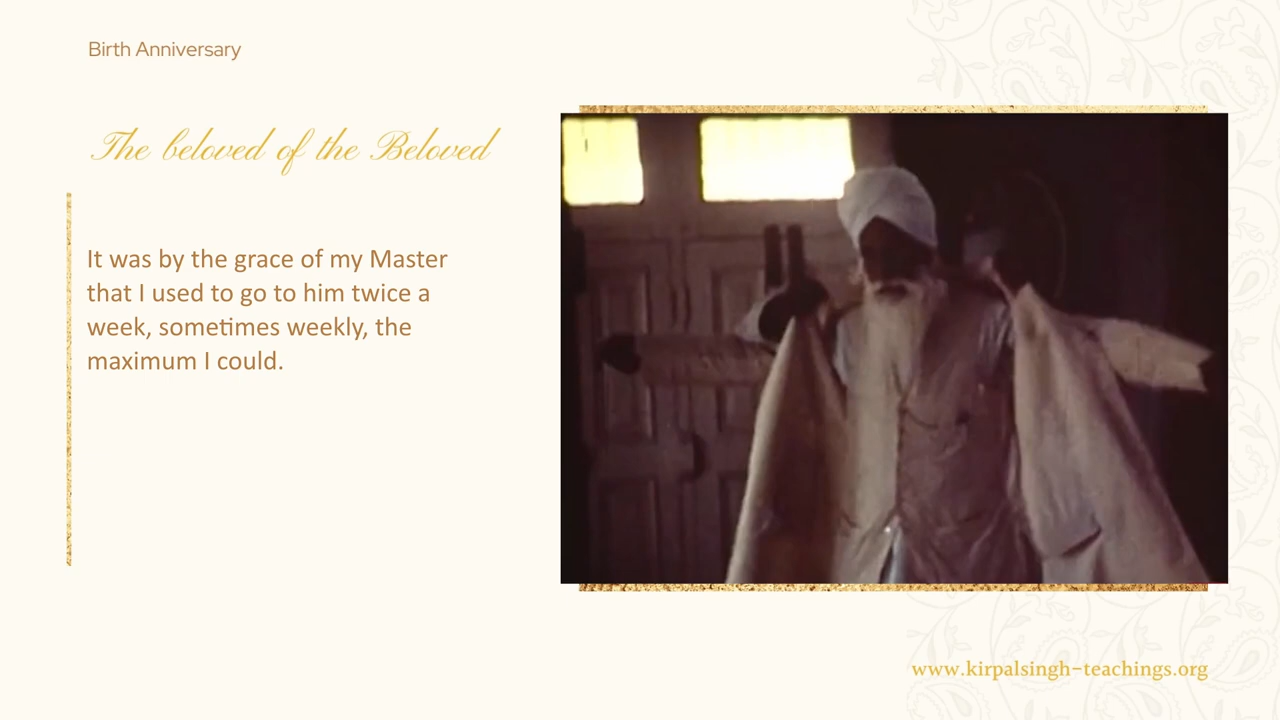 Birth Anniversary
The beloved of the Beloved
It was by the grace of my Master
that I used to go to him twice a
week, sometimes weekly, the
maximum I could.
www.kirpalsingh-teachings.org